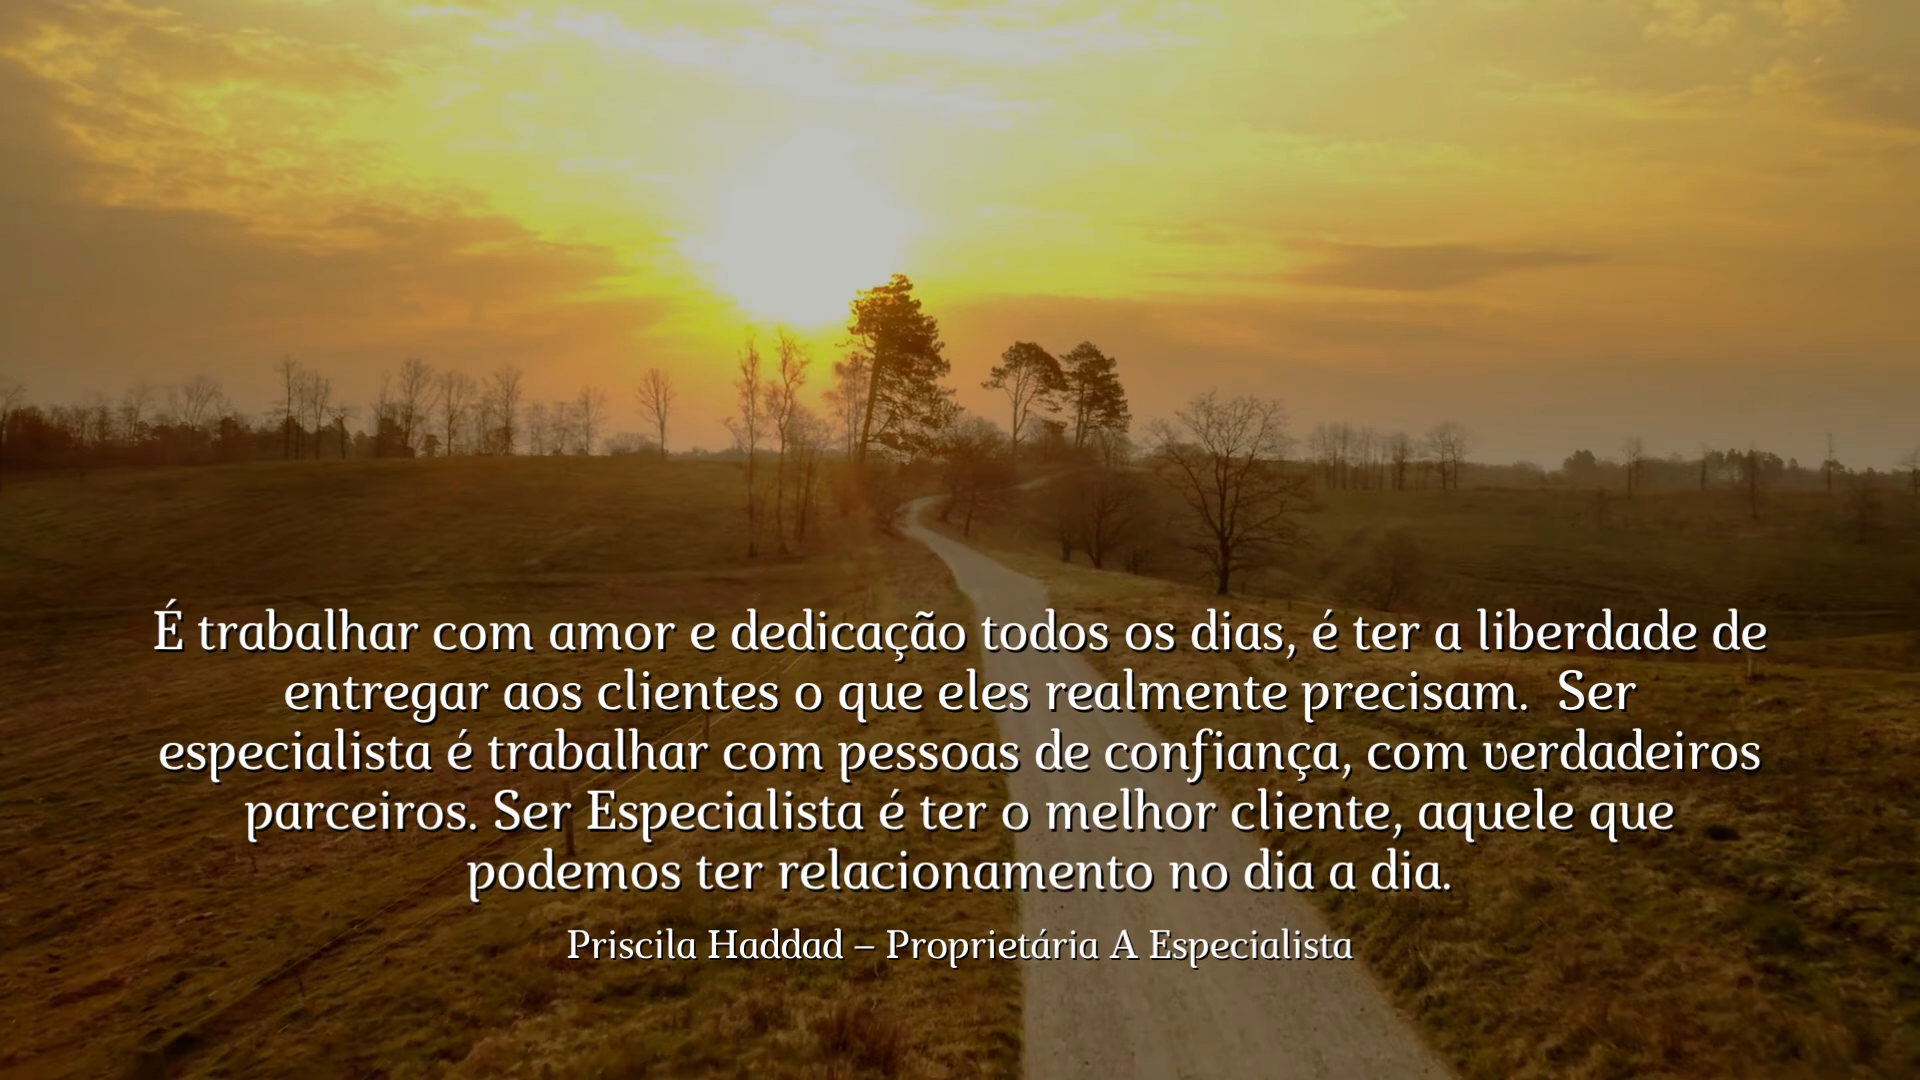 É trabalhar com amor e dedicação todos os dias, é ter a liberdade de
entregar aos clientes o que eles realmente precisam.  Ser
especialista é trabalhar com pessoas de confiança, com verdadeiros
parceiros. Ser Especialista é ter o melhor cliente, aquele que
podemos ter relacionamento no dia a dia.
Priscila Haddad – Proprietária A Especialista